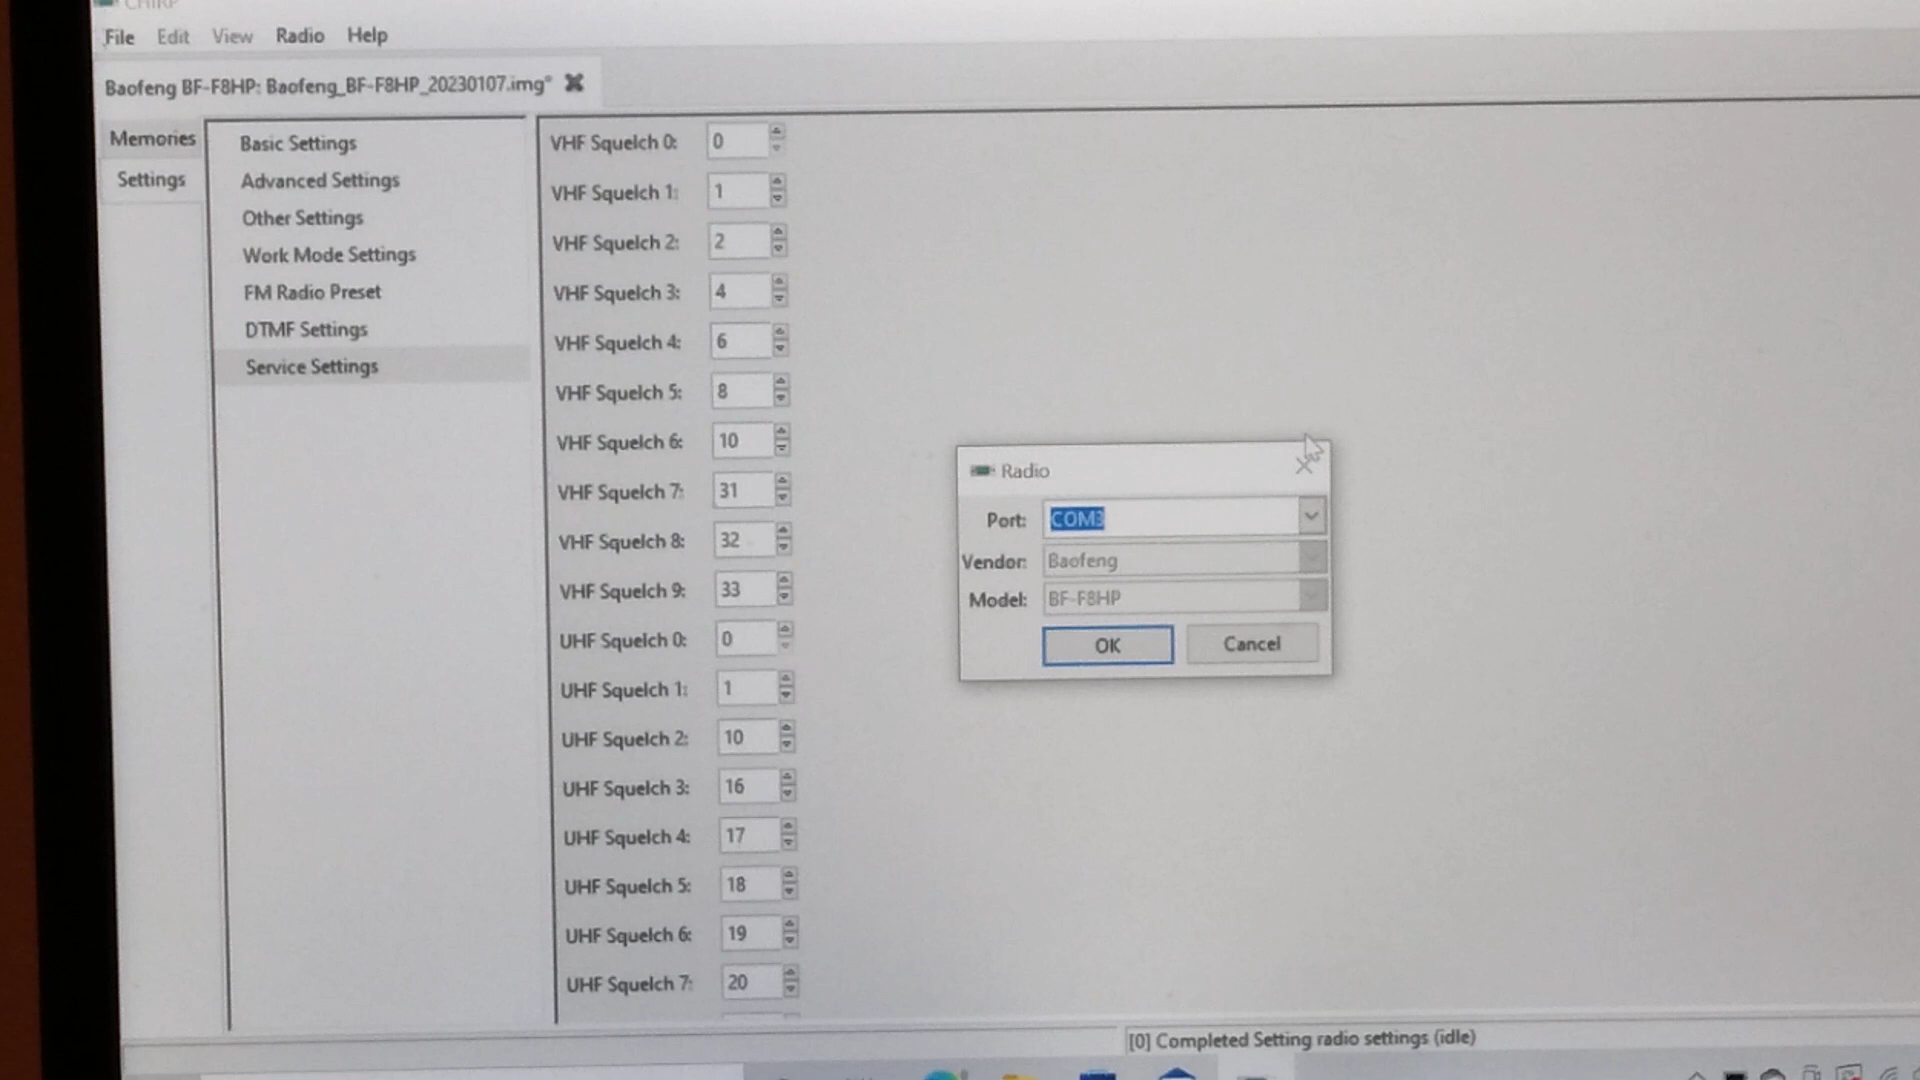 CHIRP
File Edit View Radio Help
Baofeng BF-F8HP: Baofeng_BF-F8HP_20230107.img*
Memories
Settings
Basic Settings
Advanced Settings
Other Settings
Work Mode Settings
FM Radio Preset
DTMF Settings
Service Settings
VHF Squelch 0: 0
VHF Squelch 1: 1
VHF Squelch 2: 2
VHF Squelch 3: 4
VHF Squelch 4: 6
VHF Squelch 5: 8
VHF Squelch 6: 10
VHF Squelch 7: 31
VHF Squelch 8: 32
VHF Squelch 9: 33
UHF Squelch 0: 0
UHF Squelch 1: 1
UHF Squelch 2: 10
UHF Squelch 3: 16
UHF Squelch 4: 17
UHF Squelch 5: 18
UHF Squelch 6: 19
UHF Squelch 7: 20
Radio
Port: COM3
Vendor: Baofeng
Model: BF-F8HP
OK Cancel
[0] Completed Setting radio settings (idle)